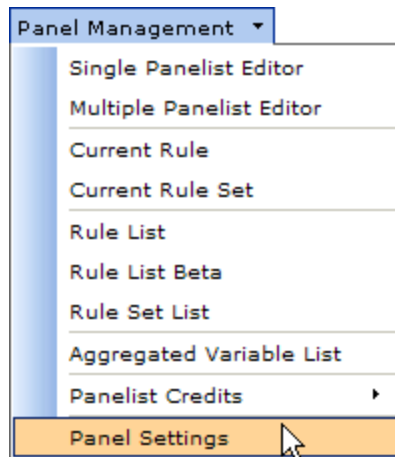 Panel Management
Single Panelist Editor
Multiple Panelist Editor
Current Rule
Current Rule Set
Rule List
Rule List Beta
Rule Set List
Aggregated Variable List
Panelist Credits
Panel Settings